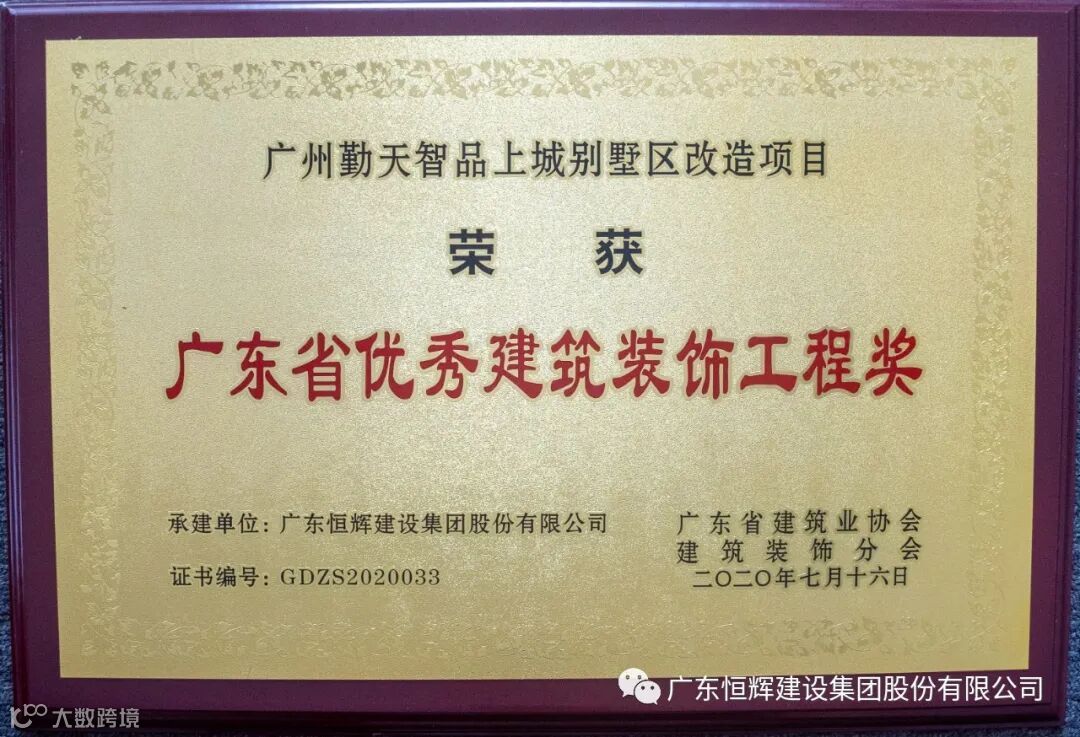 广州勤天智品上城别墅区改造项目
荣 获
广东省优秀建筑装饰工程奖
承建单位：广东恒辉建设集团股份有限公司
证书编号：GDZS2020033
广东省建筑业协会
建筑装饰分会
二〇二〇年七月十六日
广东恒辉建设集团股份有限公司
大数跨境